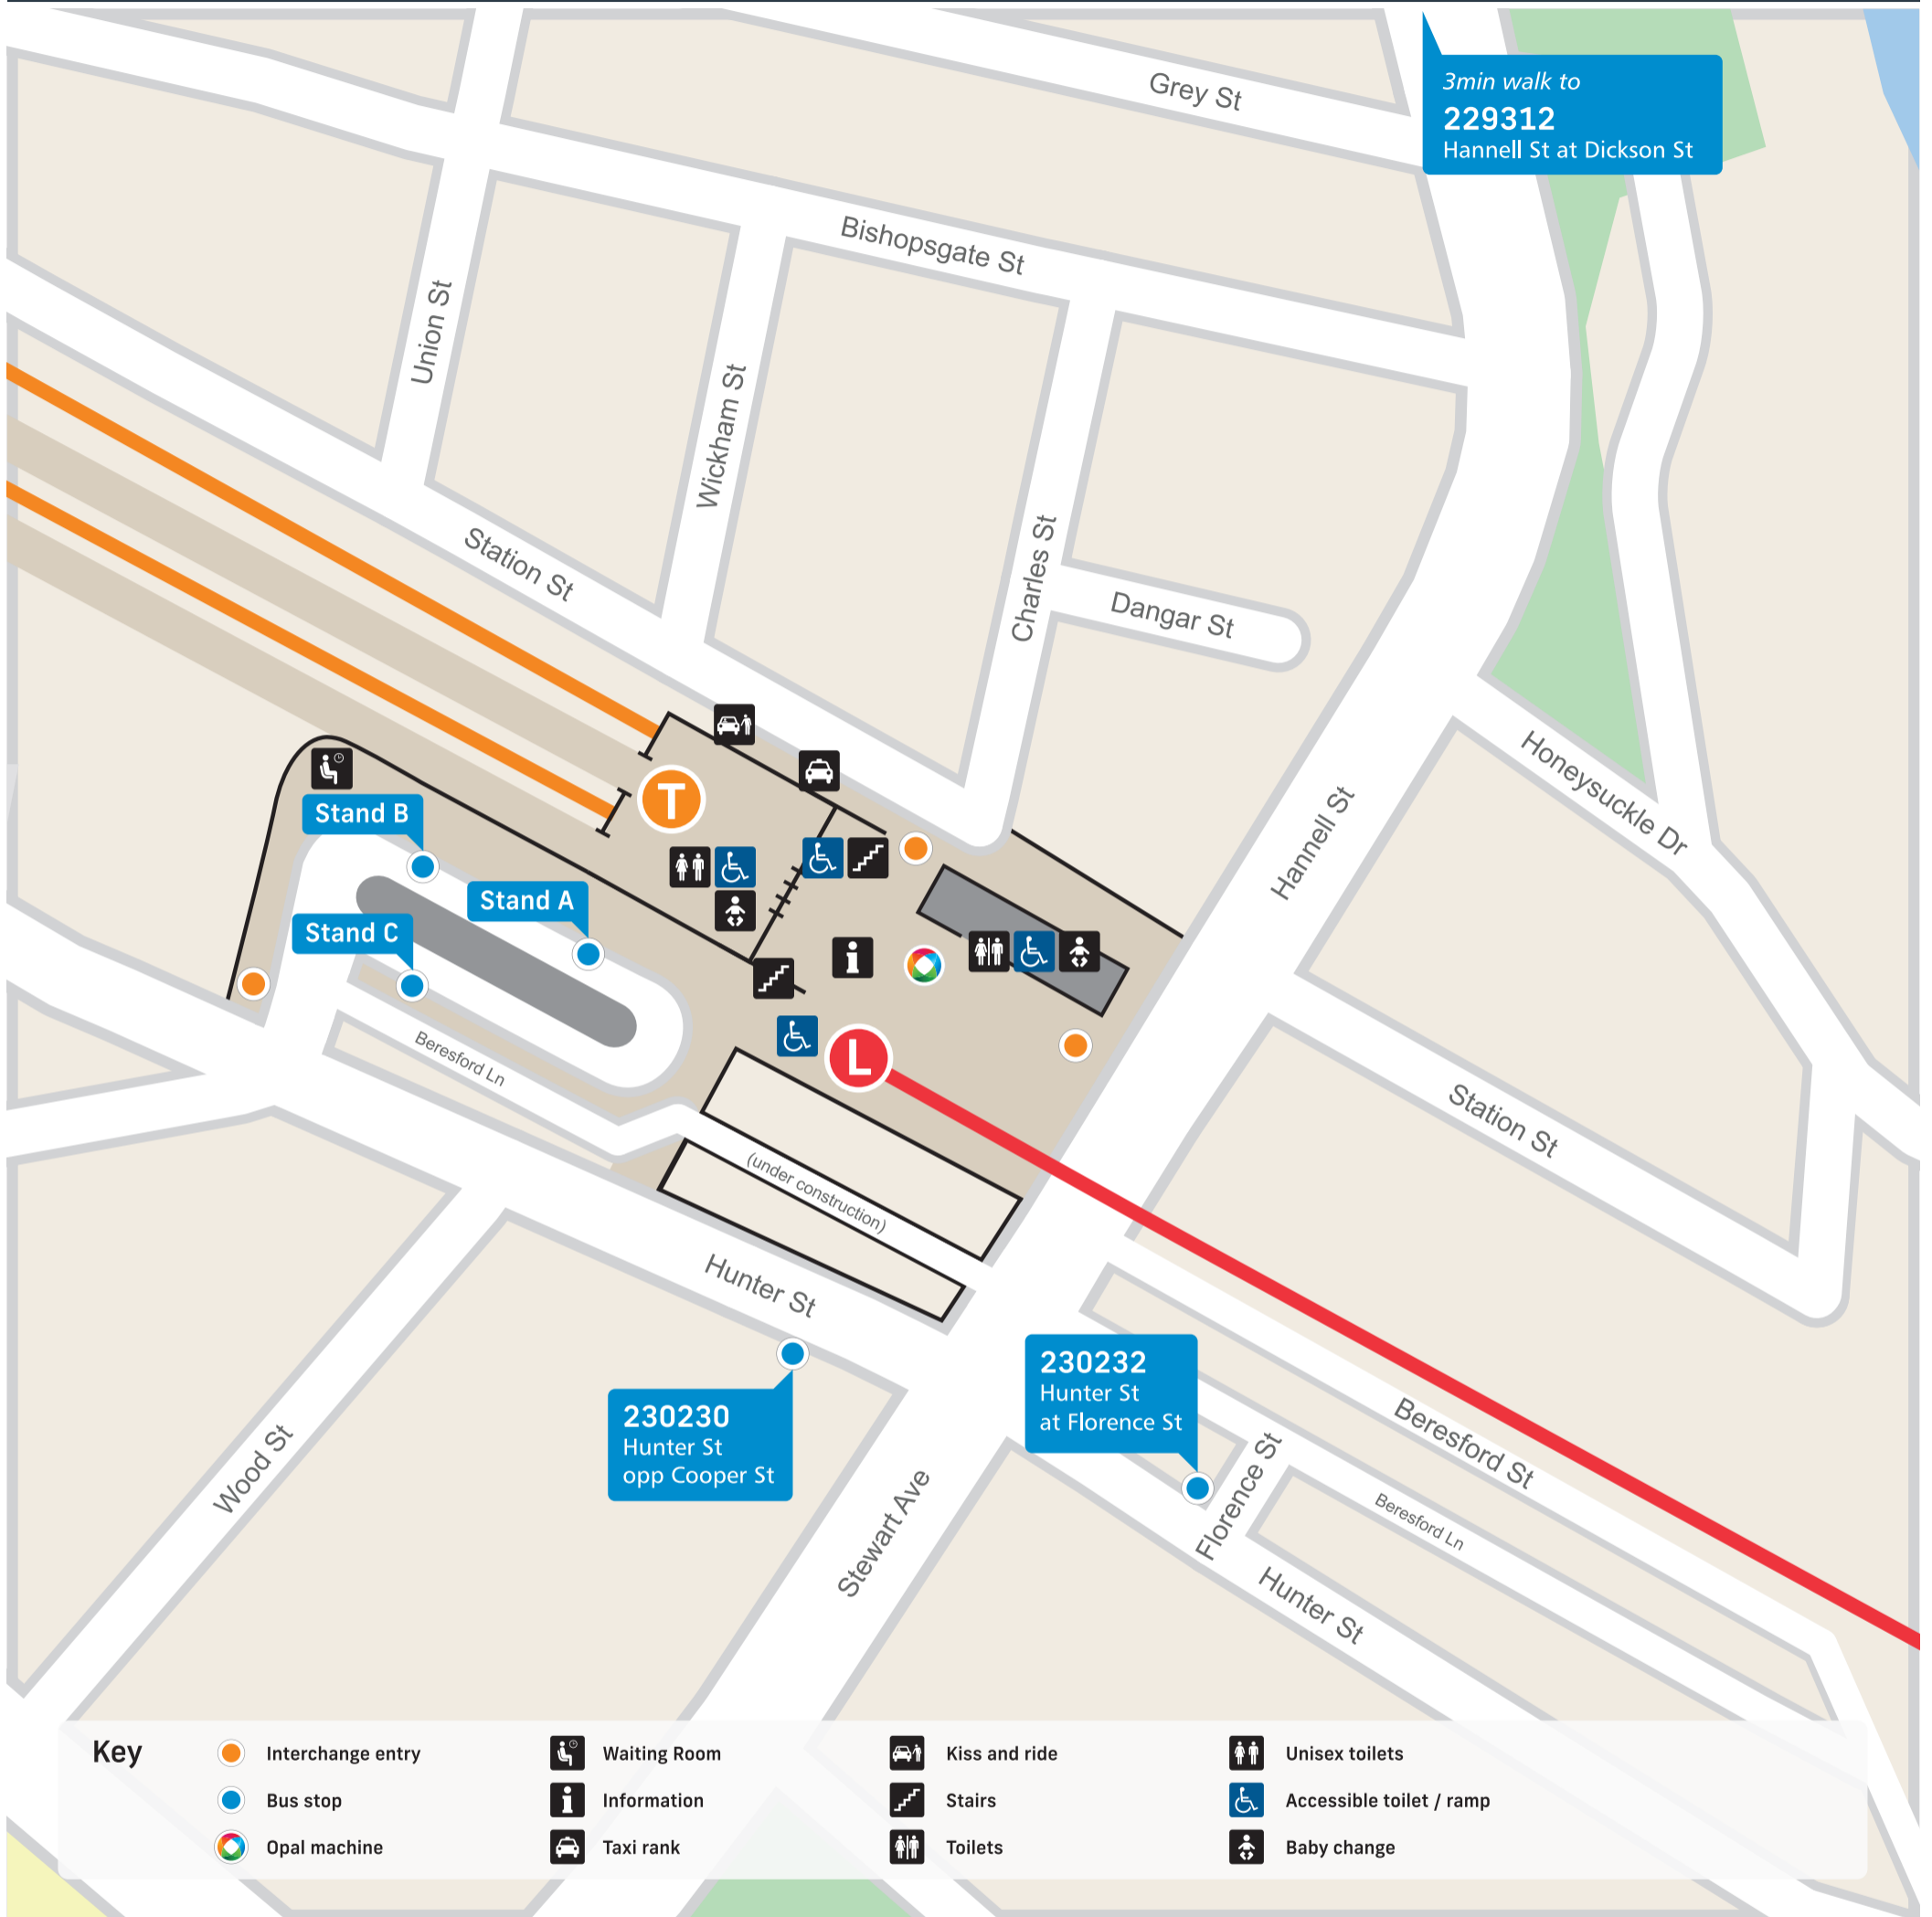 Grey St
3min walk to
229312
Hannell St at Dickson St
Bishopsgate St
Union St
Wickham St
Station St
Charles St
Dangar St
Honeysuckle Dr
Hannell St
T
Stand B
Stand A
Stand C
Beresford Ln
L
Station St
(under construction)
Hunter St
230230
Hunter St
opp Cooper St
230232
Hunter St
at Florence St
Beresford St
Florence St
Beresford Ln
Wood St
Stewart Ave
Hunter St
Key
Interchange entry
Bus stop
Opal machine
Waiting Room
Information
Taxi rank
Kiss and ride
Stairs
Toilets
Unisex toilets
Accessible toilet / ramp
Baby change